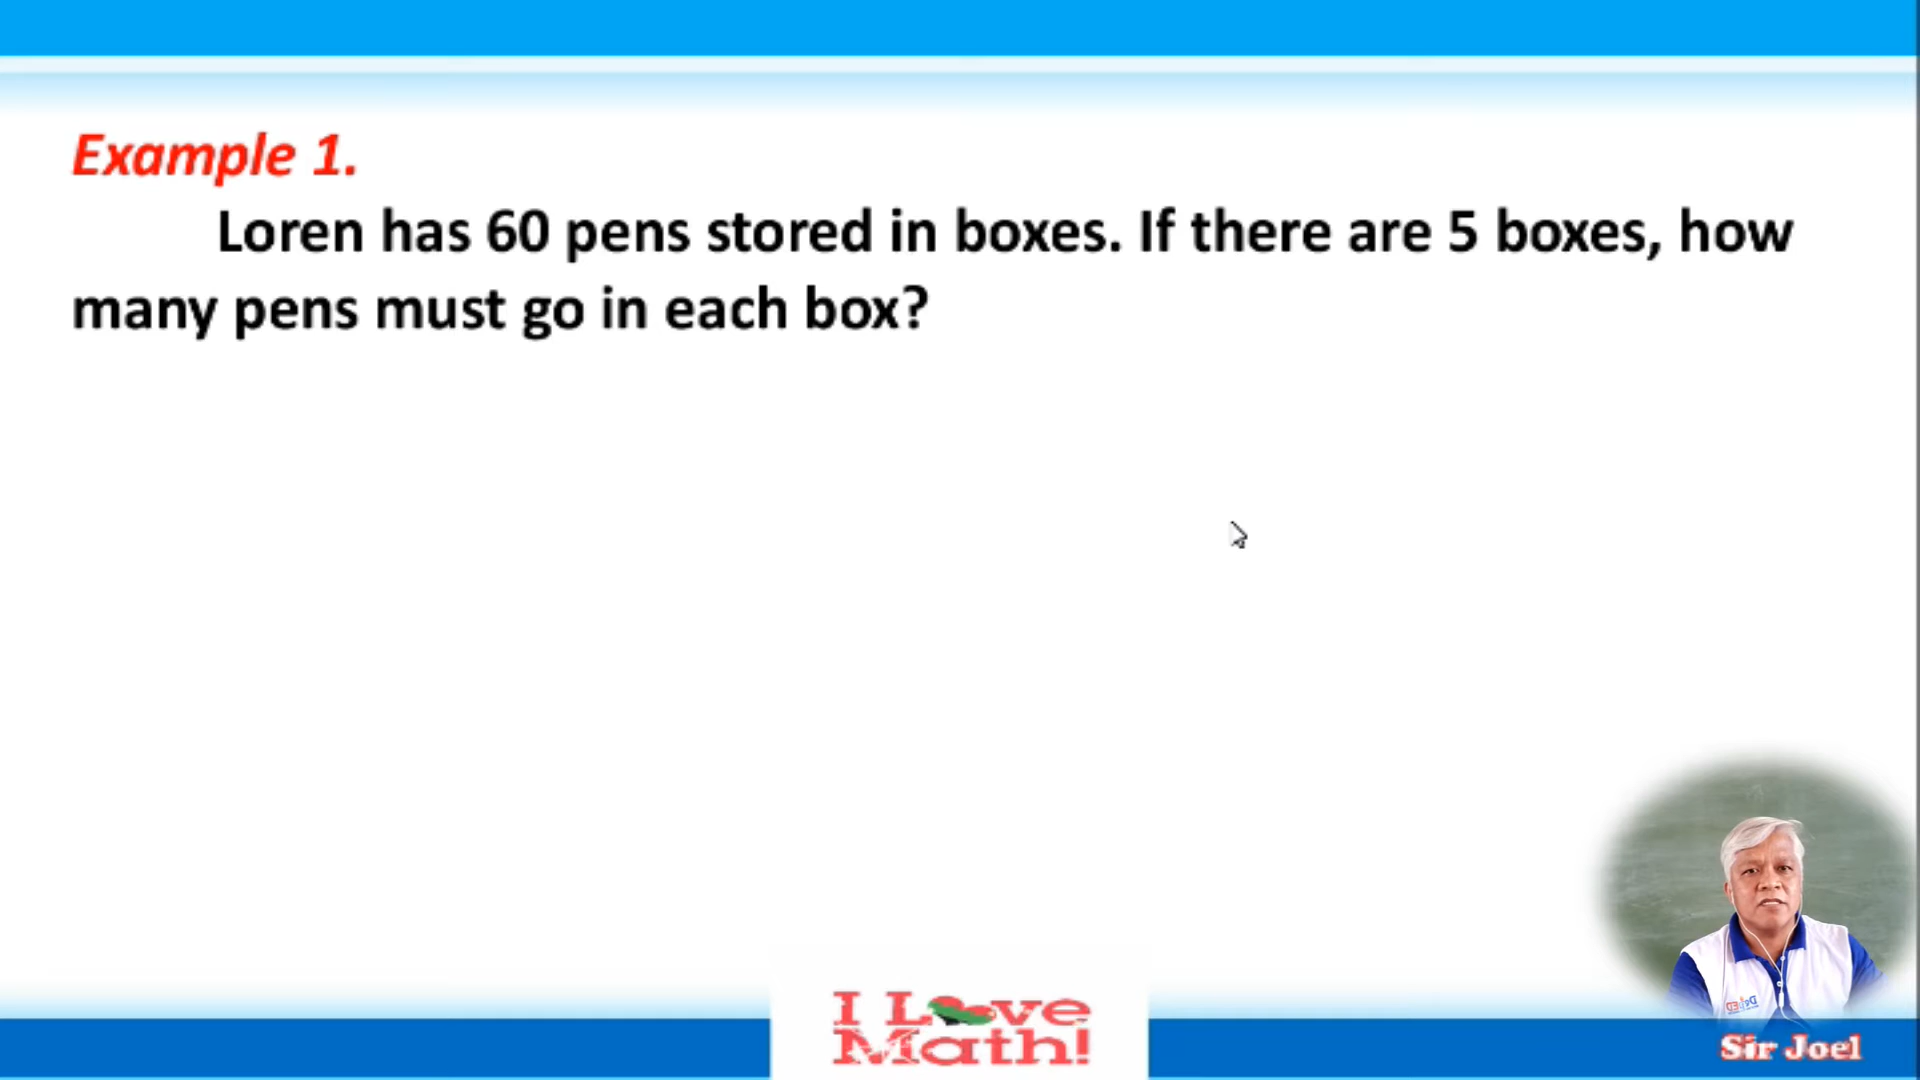 Example 1.
Loren has 60 pens stored in boxes. If there are 5 boxes, how
many pens must go in each box?
I Love
Math!
Sir Joel